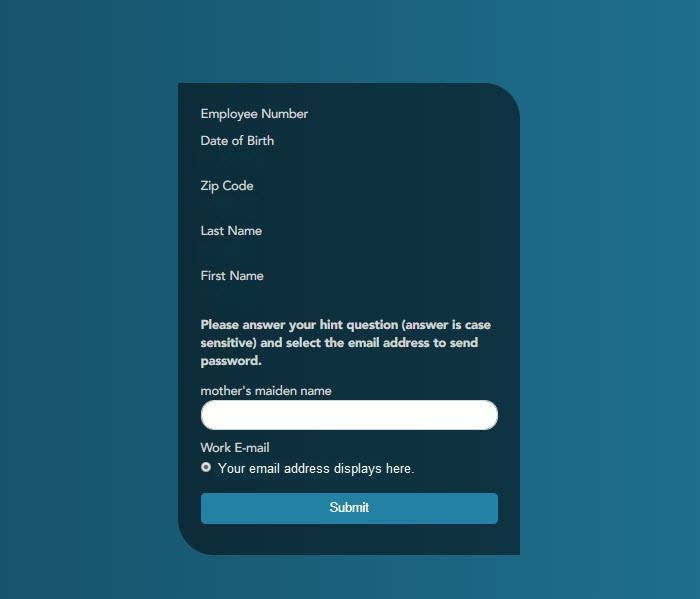 Employee Number
Date of Birth
Zip Code
Last Name
First Name
Please answer your hint question (answer is case
sensitive) and select the email address to send
password.
mother's maiden name
Work E-mail
Your email address displays here.
Submit